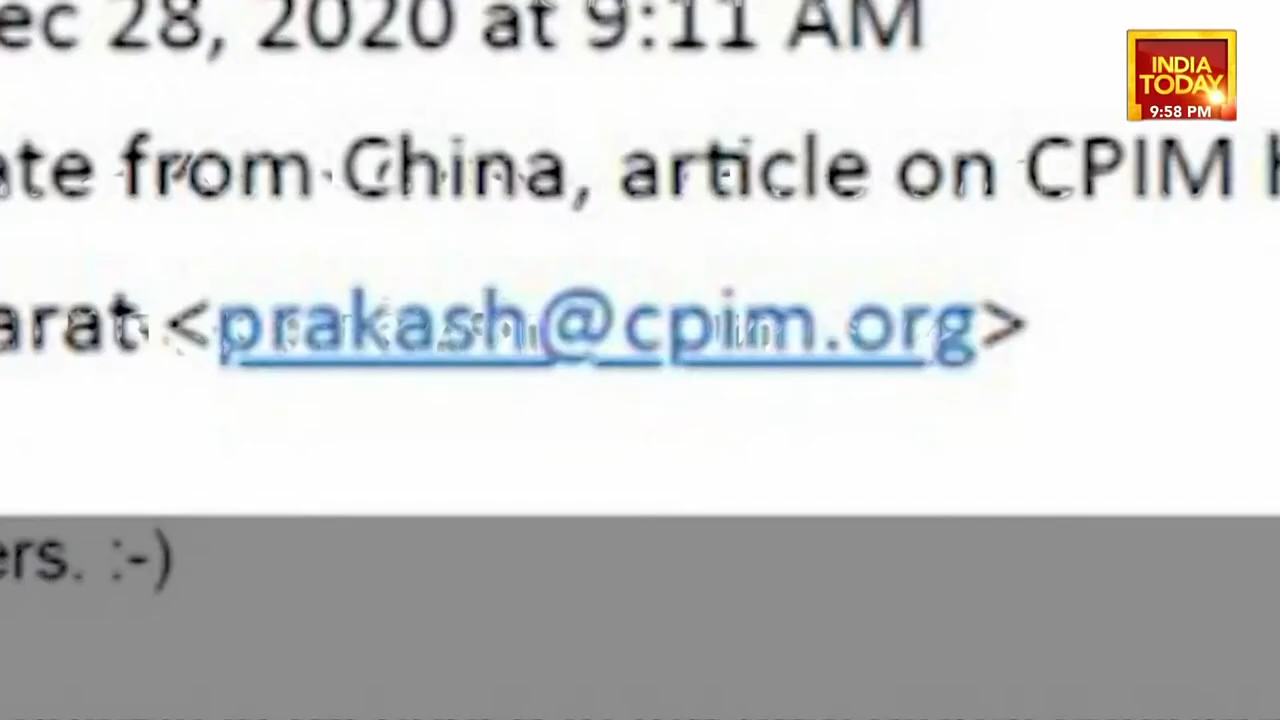 ec 28, 2020 at 9:11 AM
INDIA
TODAY
9:58 PM
ate from China, article on CPIM h
arat <prakash@cpim.org>
ers. :-)